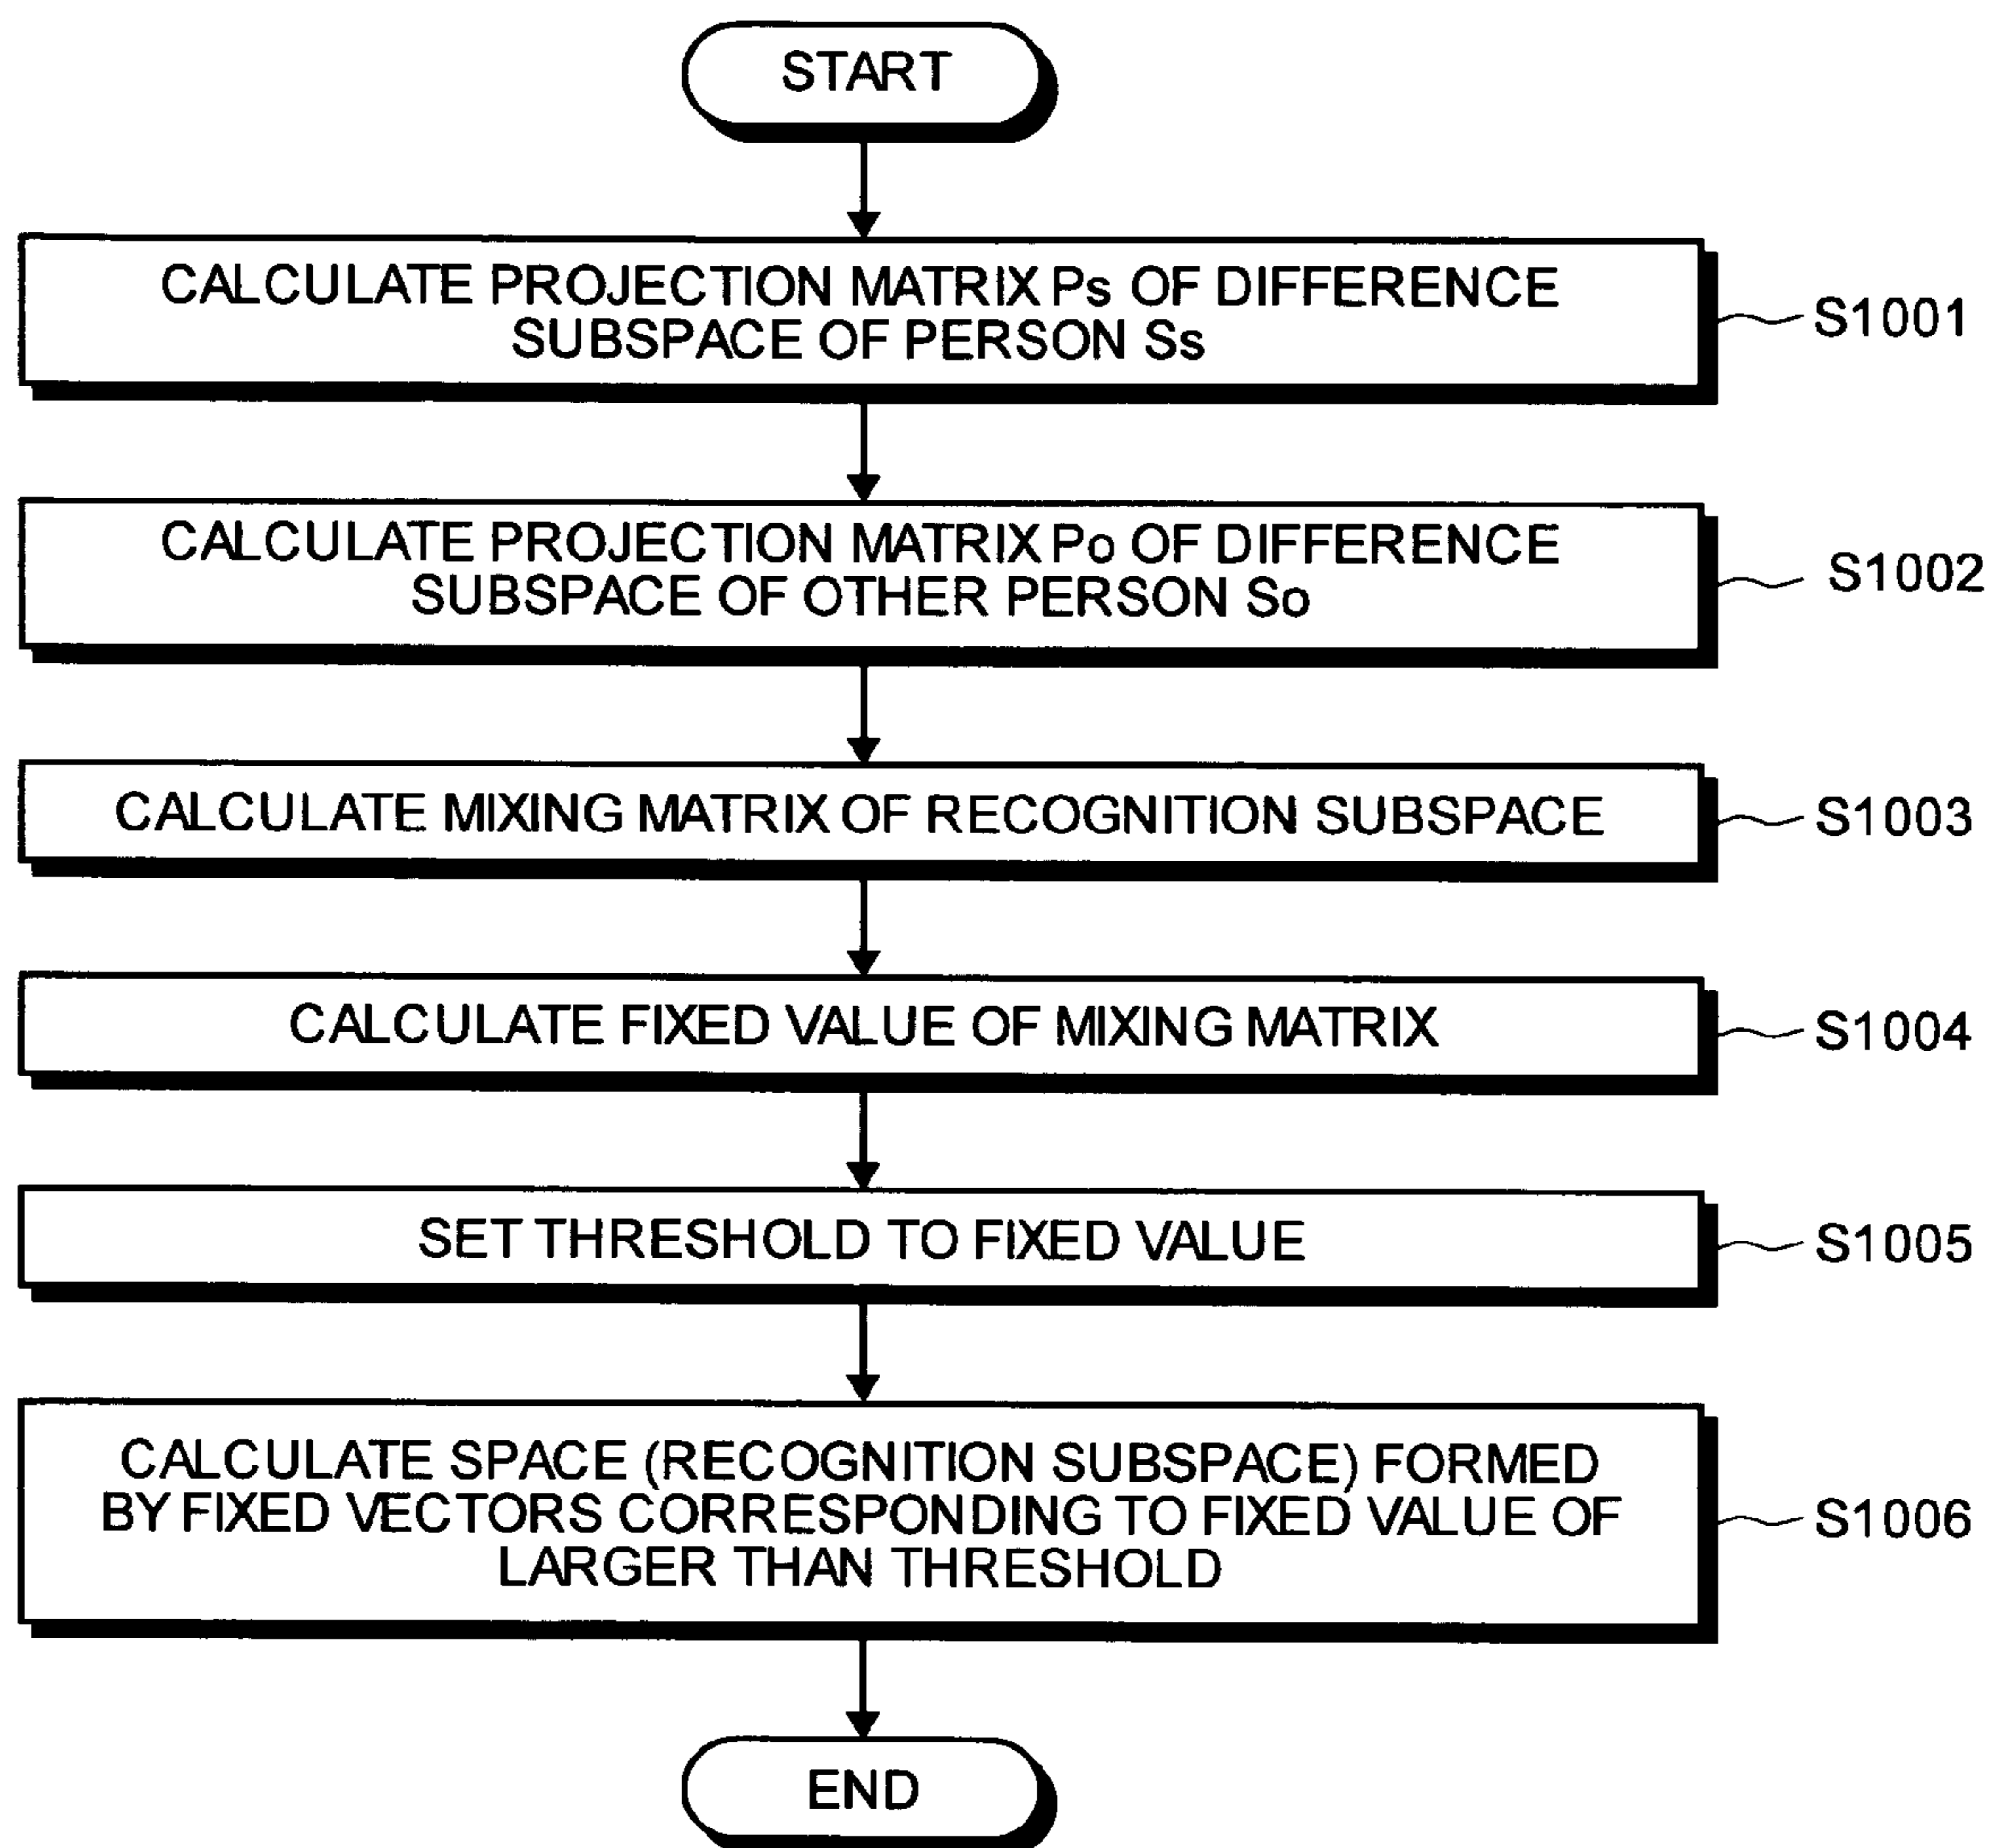 START
CALCULATE PROJECTION MATRIX Ps OF DIFFERENCE
SUBSPACE OF PERSON Ss
S1001
CALCULATE PROJECTION MATRIX Po OF DIFFERENCE
SUBSPACE OF OTHER PERSON So
S1002
CALCULATE MIXING MATRIX OF RECOGNITION SUBSPACE
S1003
CALCULATE FIXED VALUE OF MIXING MATRIX
S1004
SET THRESHOLD TO FIXED VALUE
S1005
CALCULATE SPACE (RECOGNITION SUBSPACE) FORMED
BY FIXED VECTORS CORRESPONDING TO FIXED VALUE OF
LARGER THAN THRESHOLD
S1006
END